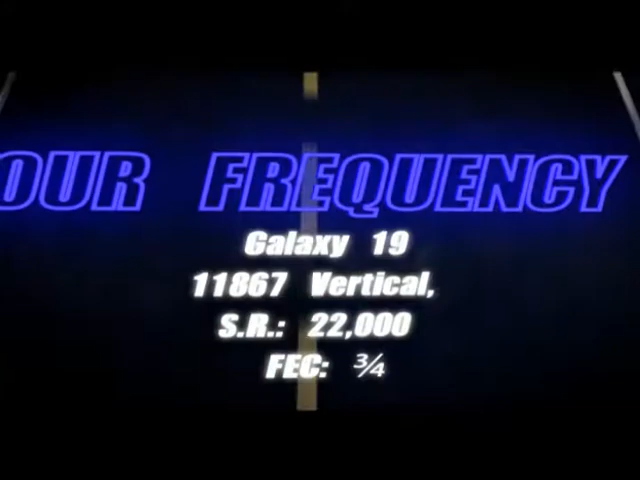 OUR FREQUENCY
Galaxy 19
11867 Vertical,
S.R.: 22,000
FEC: ¾